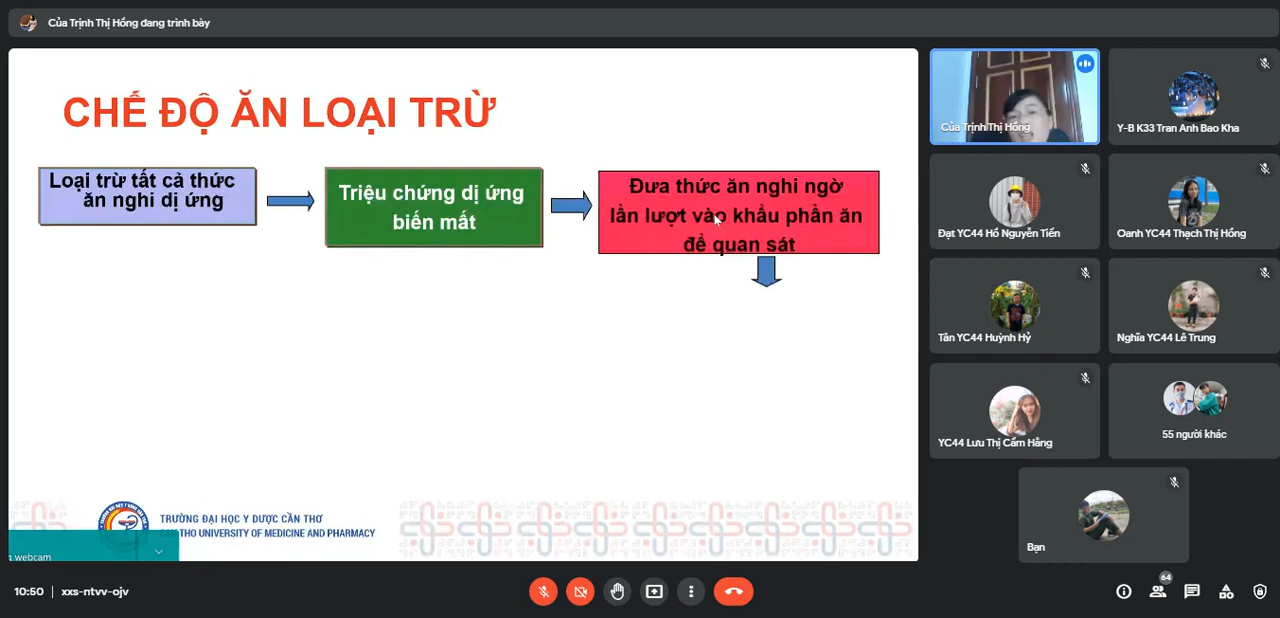 Của Trịnh Thị Hồng đang trình bày
CHẾ ĐỘ ĂN LOẠI TRỪ
Loại trừ tất cả thức
ăn nghi dị ứng
Triệu chứng dị ứng
biến mất
Đưa thức ăn nghi ngờ
lần lượt vào khẩu phần ăn
để quan sát
TRƯỜNG ĐẠI HỌC Y DƯỢC CẦN THƠ
THO UNIVERSITY OF MEDICINE AND PHARMACY
webcam
Của Trịnh Thị Hồng
Y-B K33 Tran Anh Bao Kha
Đạt YC44 Hồ Nguyễn Tiến
Oanh YC44 Thạch Thị Hồng
Tân YC44 Huỳnh Hỷ
Nghĩa YC44 Lê Trung
YC44 Lưu Thị Cẩm Hằng
55 người khác
Bạn
10:50
xxs-ntvv-ojv
64